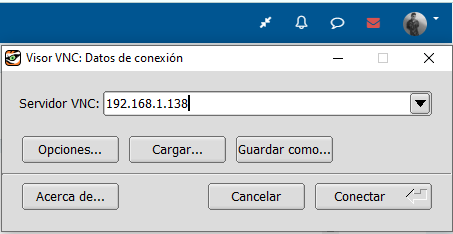 Visor VNC: Datos de conexión
Servidor VNC: 192.168.1.138
Opciones... Cargar... Guardar como...
Acerca de... Cancelar Conectar